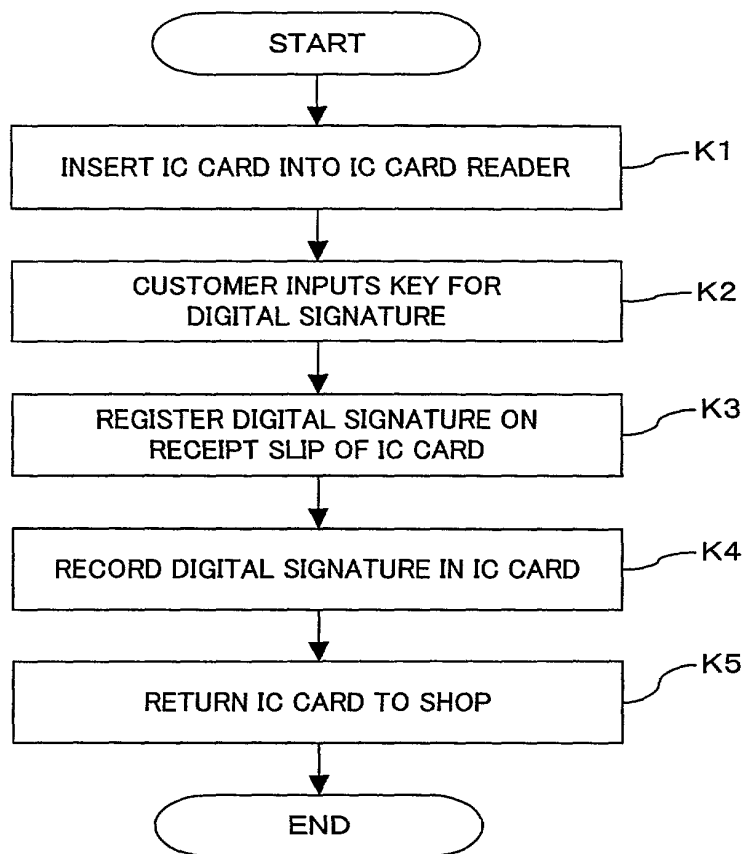 START
INSERT IC CARD INTO IC CARD READER
K1
CUSTOMER INPUTS KEY FOR
DIGITAL SIGNATURE
K2
REGISTER DIGITAL SIGNATURE ON
RECEIPT SLIP OF IC CARD
K3
RECORD DIGITAL SIGNATURE IN IC CARD
K4
RETURN IC CARD TO SHOP
K5
END